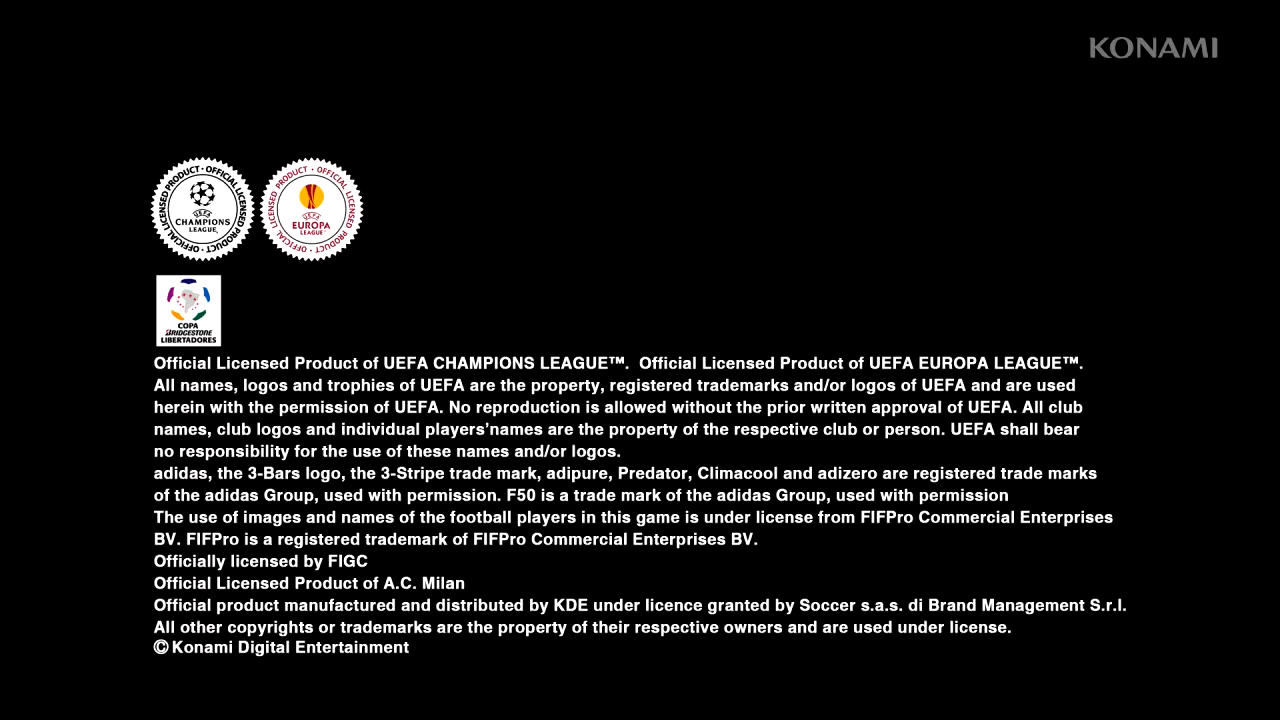 KONAMI
OFFICIAL LICENSED PRODUCT · OFFICIAL LICENSED PRODUCT ·
UEFA
CHAMPIONS
LEAGUE
OFFICIAL LICENSED PRODUCT · OFFICIAL LICENSED PRODUCT ·
UEFA
EUROPA
LEAGUE
COPA
BRIDGESTONE
LIBERTADORES
Official Licensed Product of UEFA CHAMPIONS LEAGUE™.  Official Licensed Product of UEFA EUROPA LEAGUE™.
All names, logos and trophies of UEFA are the property, registered trademarks and/or logos of UEFA and are used
herein with the permission of UEFA. No reproduction is allowed without the prior written approval of UEFA. All club
names, club logos and individual players’names are the property of the respective club or person. UEFA shall bear
no responsibility for the use of these names and/or logos.
adidas, the 3-Bars logo, the 3-Stripe trade mark, adipure, Predator, Climacool and adizero are registered trade marks
of the adidas Group, used with permission. F50 is a trade mark of the adidas Group, used with permission
The use of images and names of the football players in this game is under license from FIFPro Commercial Enterprises
BV. FIFPro is a registered trademark of FIFPro Commercial Enterprises BV.
Officially licensed by FIGC
Official Licensed Product of A.C. Milan
Official product manufactured and distributed by KDE under licence granted by Soccer s.a.s. di Brand Management S.r.l.
All other copyrights or trademarks are the property of their respective owners and are used under license.
© Konami Digital Entertainment